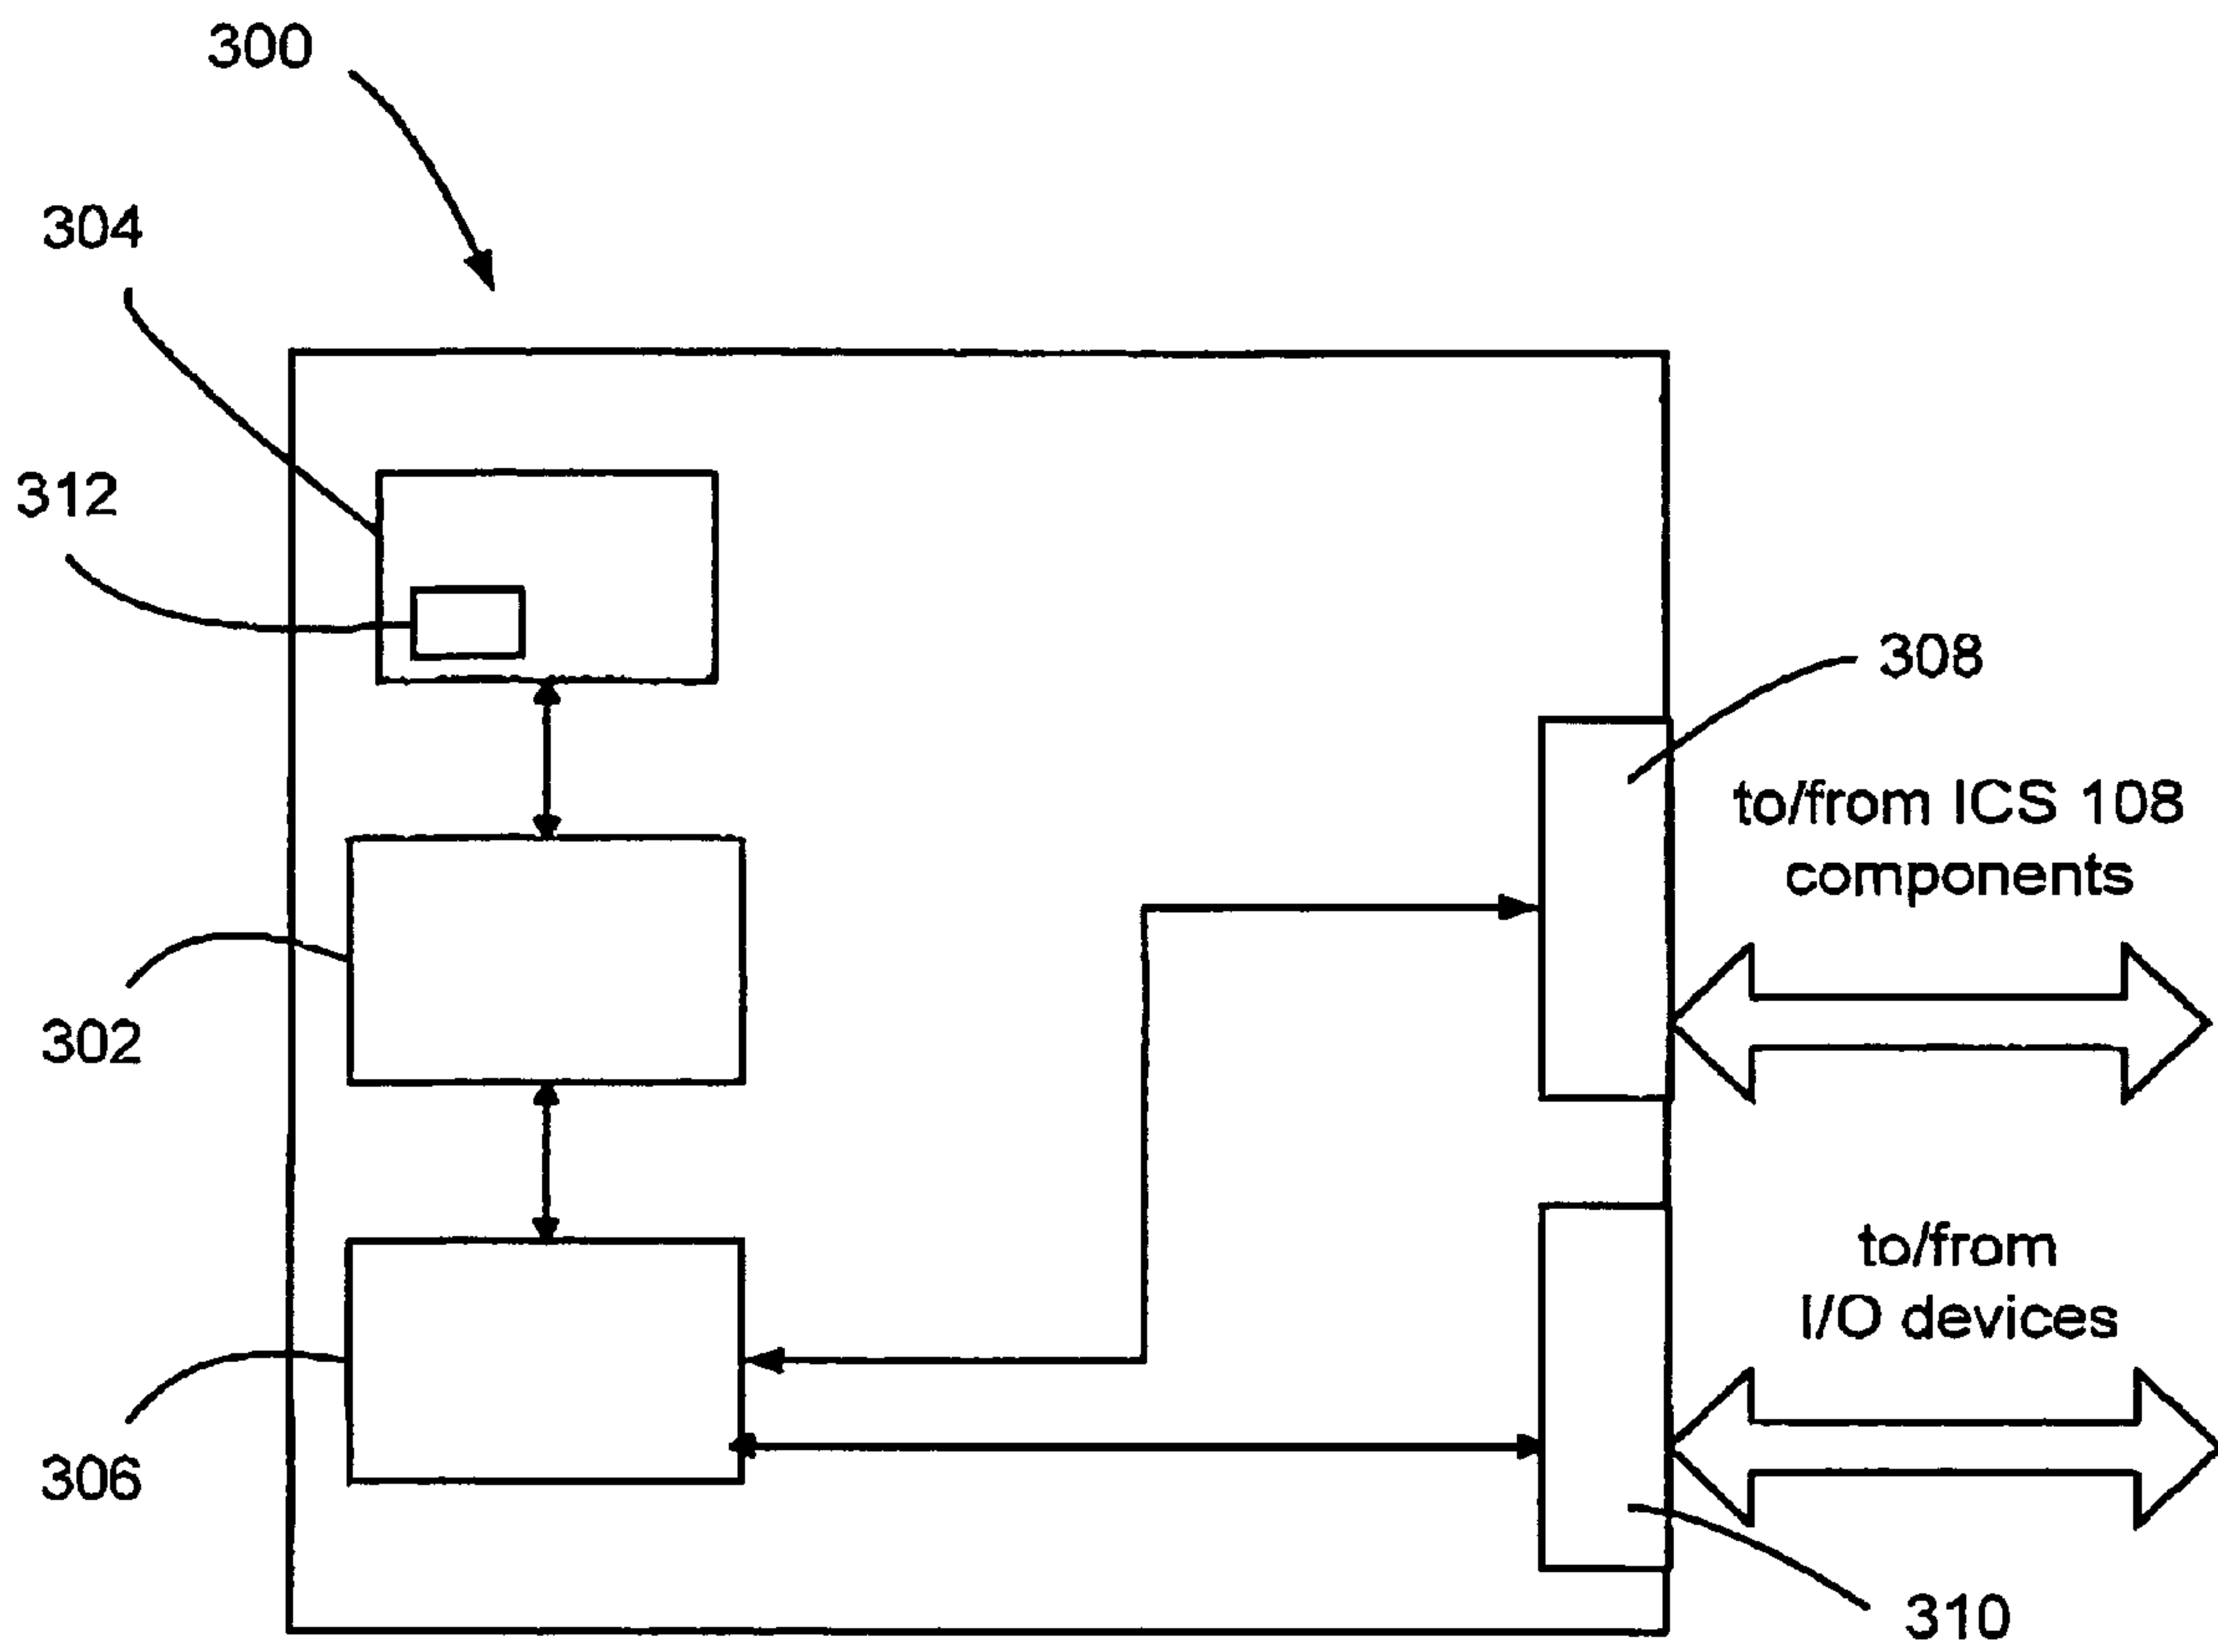 300
304
312
308
to/from ICS 108
components
302
to/from
I/O devices
306
310